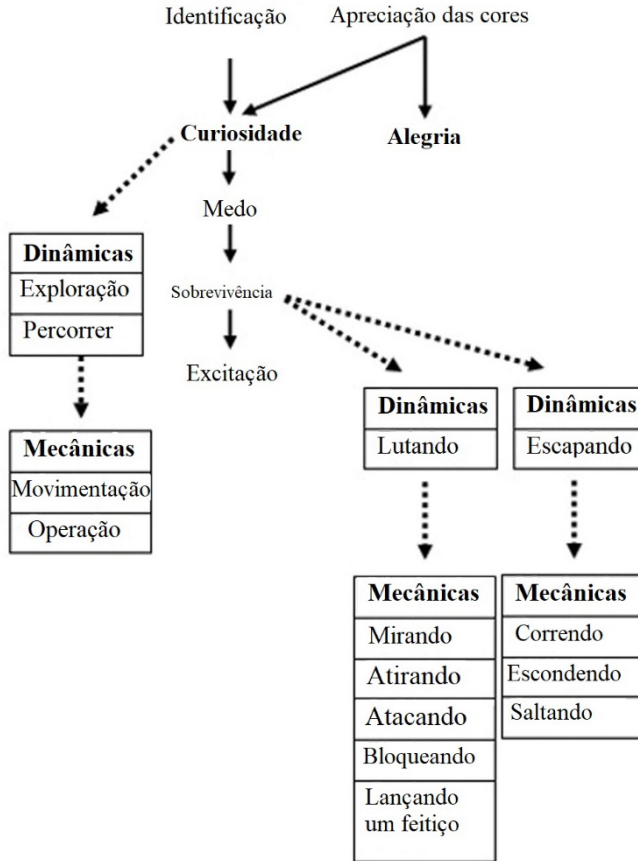 Identificação
Apreciação das cores
Curiosidade
Alegria
Medo
Dinâmicas
Exploração
Percorrer
Sobrevivência
Excitação
Mecânicas
Movimentação
Operação
Dinâmicas
Lutando
Dinâmicas
Escapando
Mecânicas
Mirando
Atirando
Atacando
Bloqueando
Lançando
um feitiço
Mecânicas
Correndo
Escondendo
Saltando